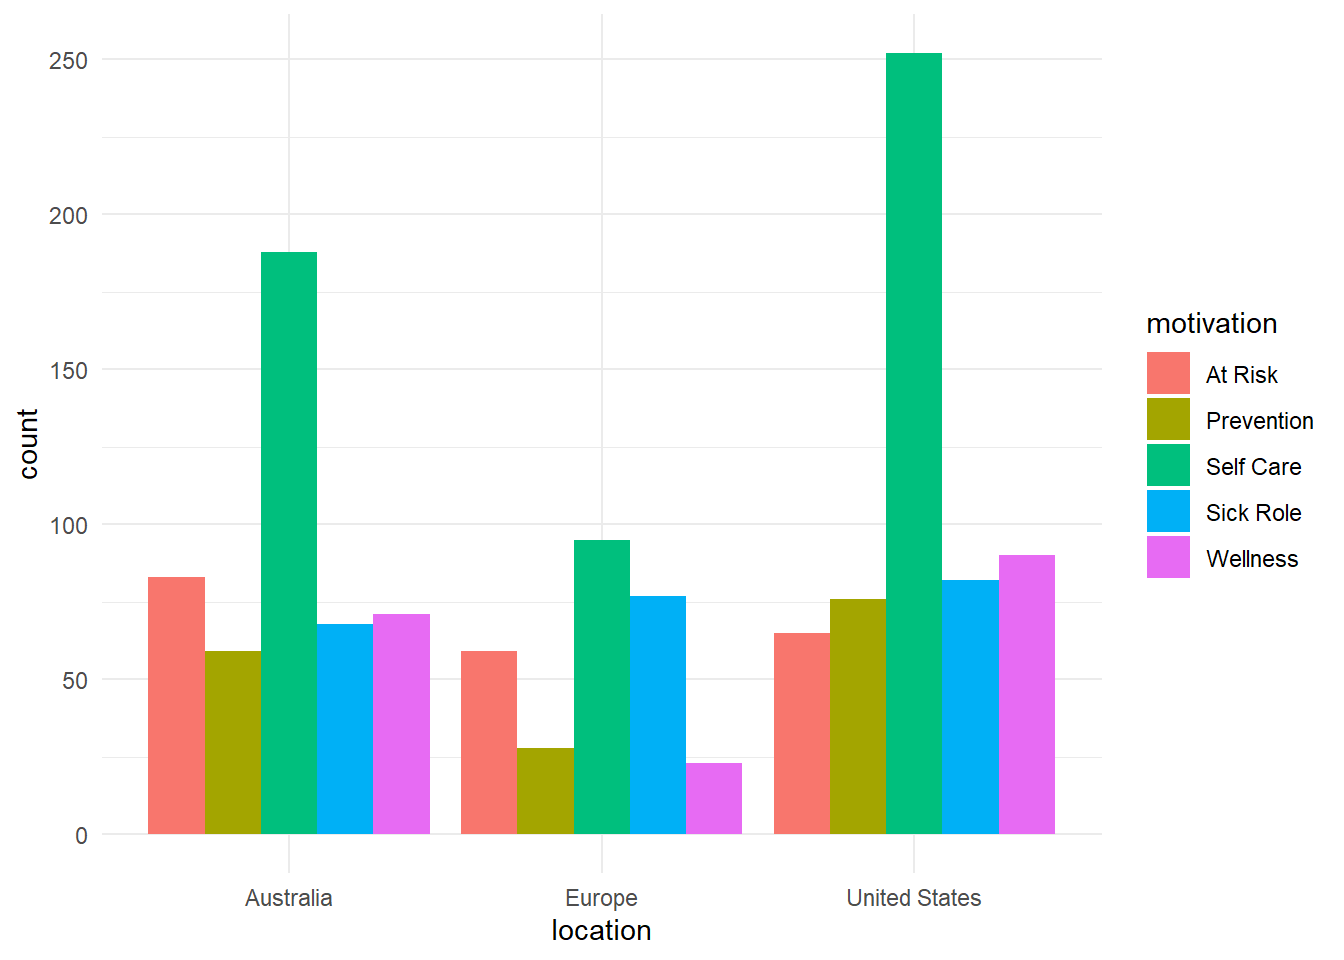 250
200
150
100
50
0
count
Australia
Europe
United States
location
motivation
At Risk
Prevention
Self Care
Sick Role
Wellness